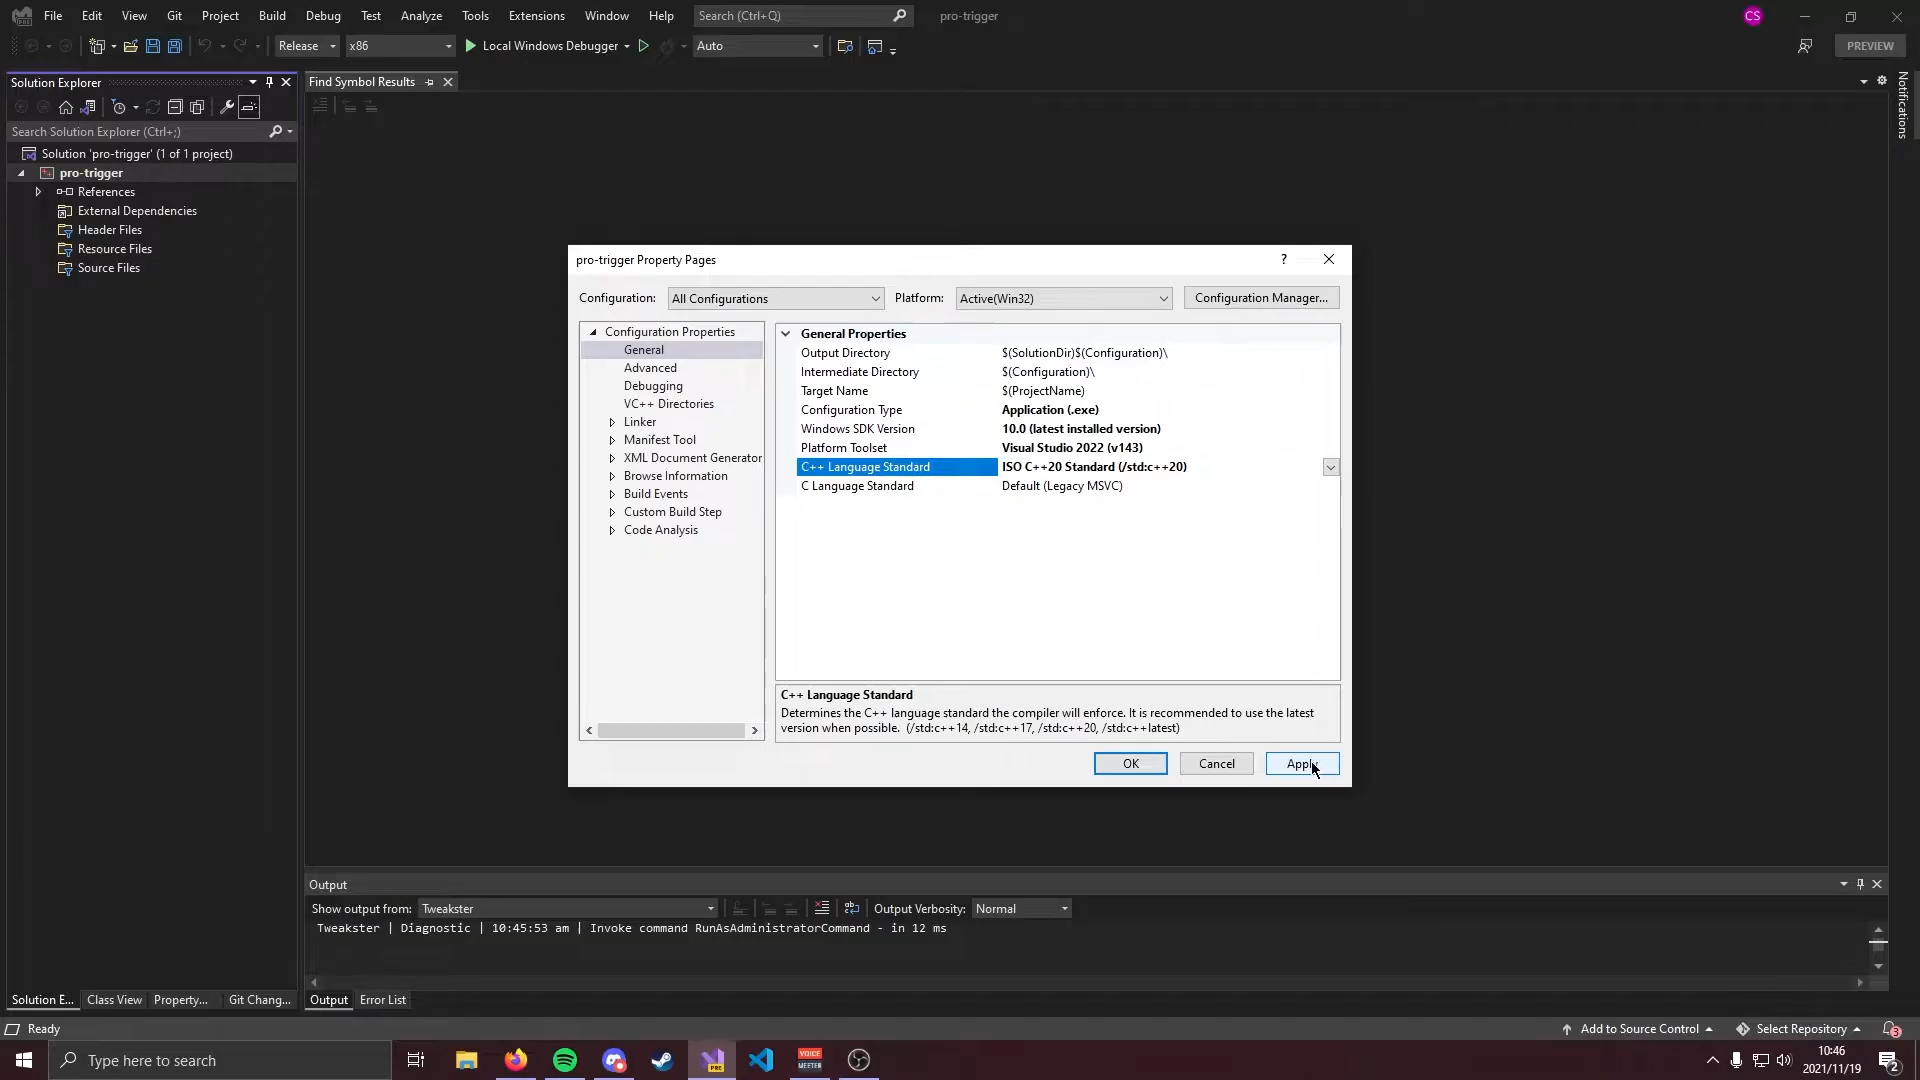 File Edit View Git Project Build Debug Test Analyze Tools Extensions Window Help Search (Ctrl+Q) pro-trigger CS
Release x86 Local Windows Debugger Auto PREVIEW
Solution Explorer
Find Symbol Results
Notifications
Search Solution Explorer (Ctrl+;)
Solution 'pro-trigger' (1 of 1 project)
pro-trigger
References
External Dependencies
Header Files
Resource Files
Source Files
pro-trigger Property Pages ?
Configuration: All Configurations Platform: Active(Win32) Configuration Manager...
Configuration Properties
General
Advanced
Debugging
VC++ Directories
Linker
Manifest Tool
XML Document Generator
Browse Information
Build Events
Custom Build Step
Code Analysis
General Properties
Output Directory $(SolutionDir)$(Configuration)\
Intermediate Directory $(Configuration)\
Target Name $(ProjectName)
Configuration Type Application (.exe)
Windows SDK Version 10.0 (latest installed version)
Platform Toolset Visual Studio 2022 (v143)
C++ Language Standard ISO C++20 Standard (/std:c++20)
C Language Standard Default (Legacy MSVC)
C++ Language Standard
Determines the C++ language standard the compiler will enforce. It is recommended to use the latest
version when possible. (/std:c++14, /std:c++17, /std:c++20, /std:c++latest)
OK Cancel Apply
Output
Show output from: Tweakster Output Verbosity: Normal
Tweakster | Diagnostic | 10:45:53 am | Invoke command RunAsAdministratorCommand - in 12 ms
Solution E... Class View Property... Git Chang... Output Error List
Ready Add to Source Control Select Repository 3
Type here to search PRE VOICE MEETER 10:46 2
2021/11/19